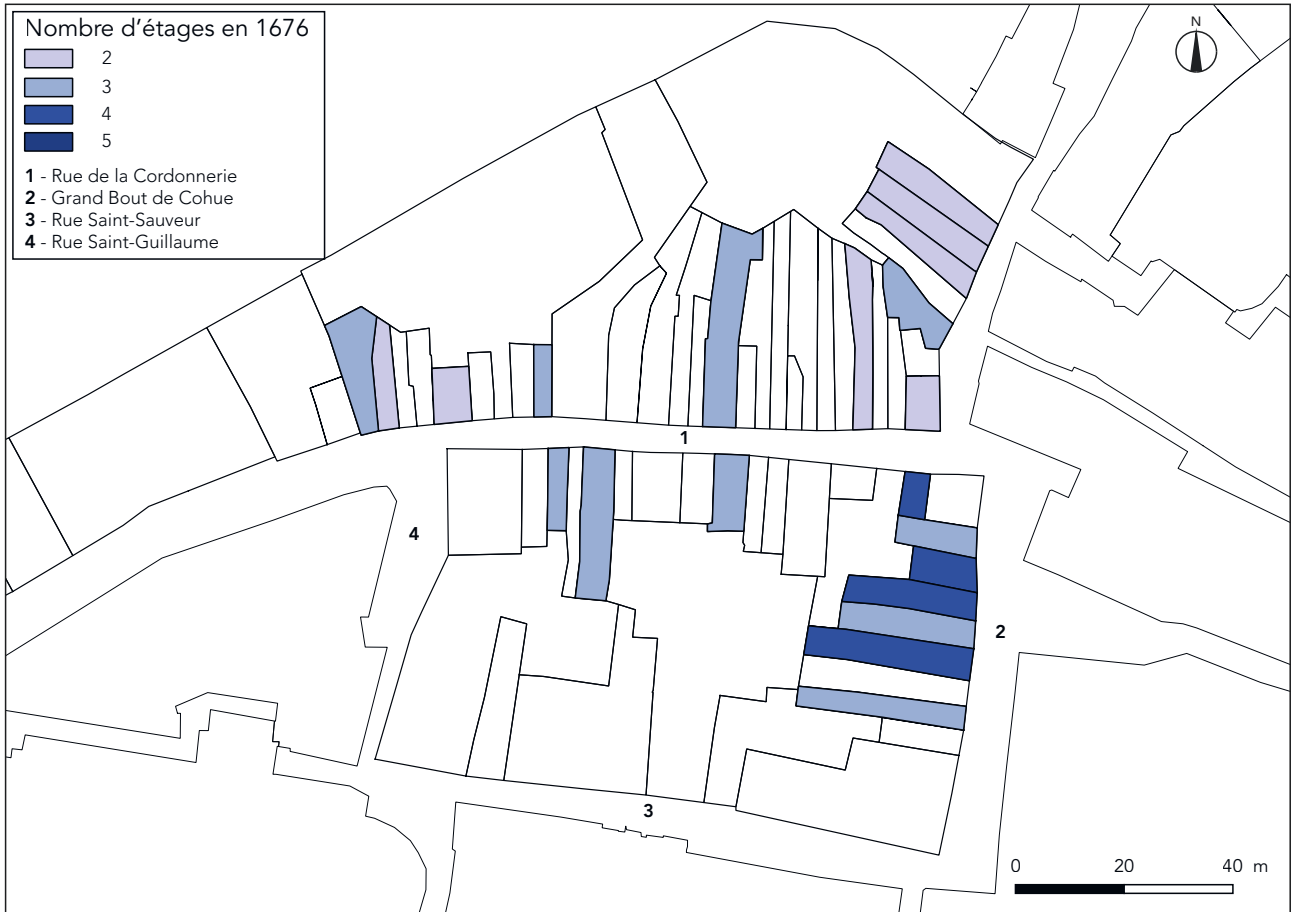 Nombre d'étages en 1676
2
3
4
5
1 - Rue de la Cordonnerie
2 - Grand Bout de Cohue
3 - Rue Saint-Sauveur
4 - Rue Saint-Guillaume
N
1
4
2
3
0 20 40 m